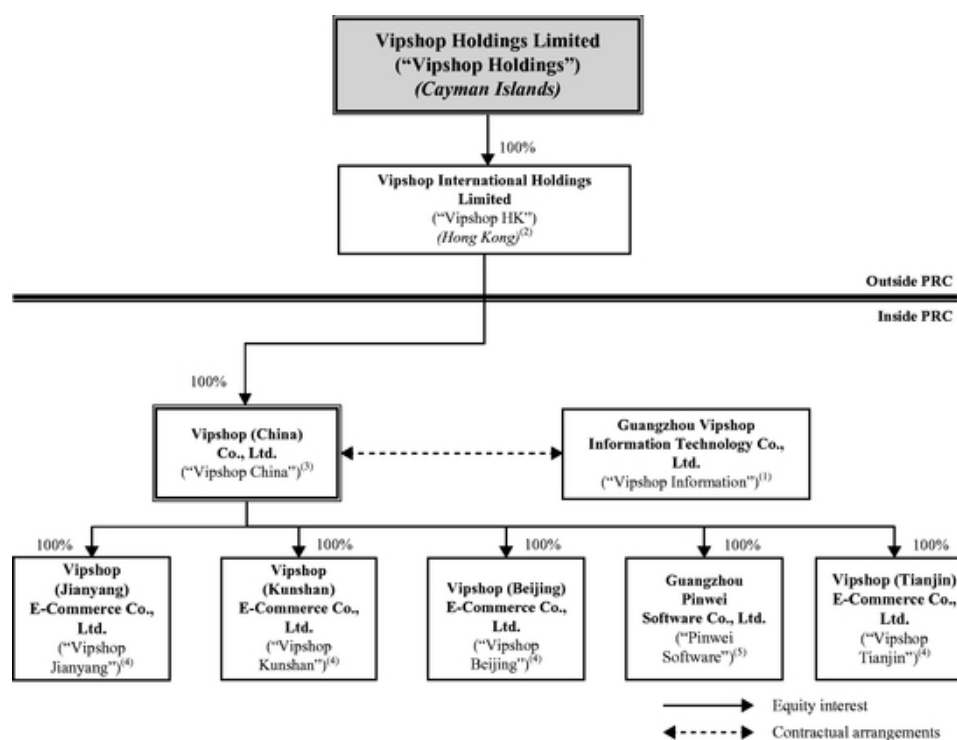 Vipshop Holdings Limited
(“Vipshop Holdings”)
(Cayman Islands)
100%
Vipshop International Holdings
Limited
(“Vipshop HK”)
(Hong Kong)(2)
Outside PRC
Inside PRC
100%
Vipshop (China)
Co., Ltd.
(“Vipshop China”)(3)
Guangzhou Vipshop
Information Technology Co.,
Ltd.
(“Vipshop Information”)(1)
100%
Vipshop
(Jianyang)
E-Commerce Co.,
Ltd.
(“Vipshop
Jianyang”)(4)
100%
Vipshop
(Kunshan)
E-Commerce Co.,
Ltd.
(“Vipshop
Kunshan”)(4)
100%
Vipshop (Beijing)
E-Commerce Co.,
Ltd.
(“Vipshop
Beijing”)(4)
100%
Guangzhou
Pinwei
Software Co., Ltd.
(“Pinwei
Software”)(5)
100%
Vipshop (Tianjin)
E-Commerce Co.,
Ltd.
(“Vipshop
Tianjin”)(4)
Equity interest
Contractual arrangements